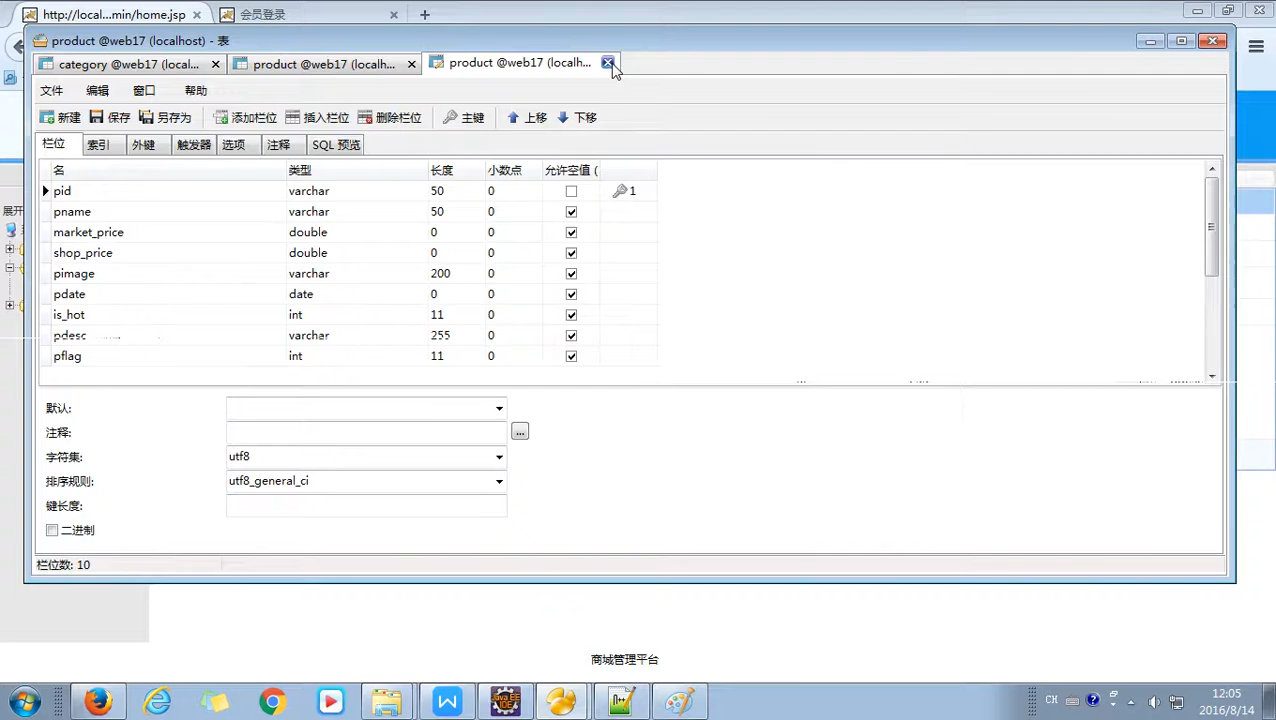 http://local...min/home.jsp
会员登录
product @web17 (localhost) - 表
category @web17 (local...
product @web17 (localh...
product @web17 (localh...
文件 编辑 窗口 帮助
新建 保存 另存为 添加栏位 插入栏位 删除栏位 主键 上移 下移
栏位 索引 外键 触发器 选项 注释 SQL 预览
名 类型 长度 小数点 允许空值 (
pid varchar 50 0 1
pname varchar 50 0
market_price double 0 0
shop_price double 0 0
pimage varchar 200 0
pdate date 0 0
is_hot int 11 0
pdesc varchar 255 0
pflag int 11 0
展开
默认:
注释:
...
字符集: utf8
排序规则: utf8_general_ci
键长度:
二进制
栏位数: 10
商城管理平台
CH
12:05
2016/8/14